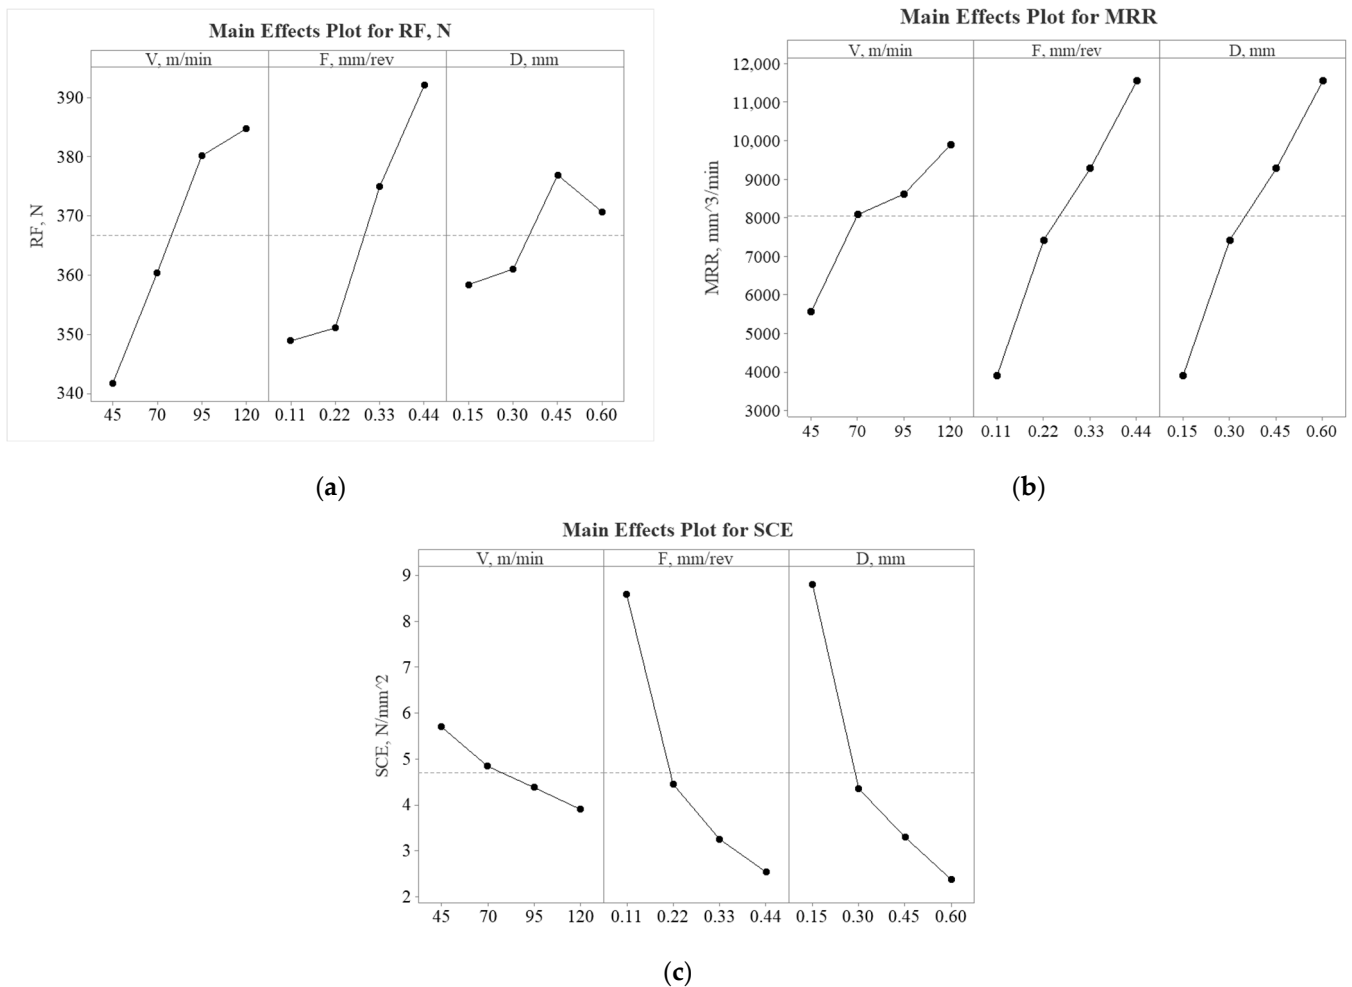 Main Effects Plot for RF, N
V, m/min F, mm/rev D, mm
390
380
370
360
350
340
RF, N
45 70 95 120 0.11 0.22 0.33 0.44 0.15 0.30 0.45 0.60
(a)
Main Effects Plot for MRR
V, m/min F, mm/rev D, mm
12,000
11,000
10,000
9000
8000
7000
6000
5000
4000
3000
MRR, mm^3/min
45 70 95 120 0.11 0.22 0.33 0.44 0.15 0.30 0.45 0.60
(b)
Main Effects Plot for SCE
V, m/min F, mm/rev D, mm
9
8
7
6
5
4
3
2
SCE, N/mm^2
45 70 95 120 0.11 0.22 0.33 0.44 0.15 0.30 0.45 0.60
(c)